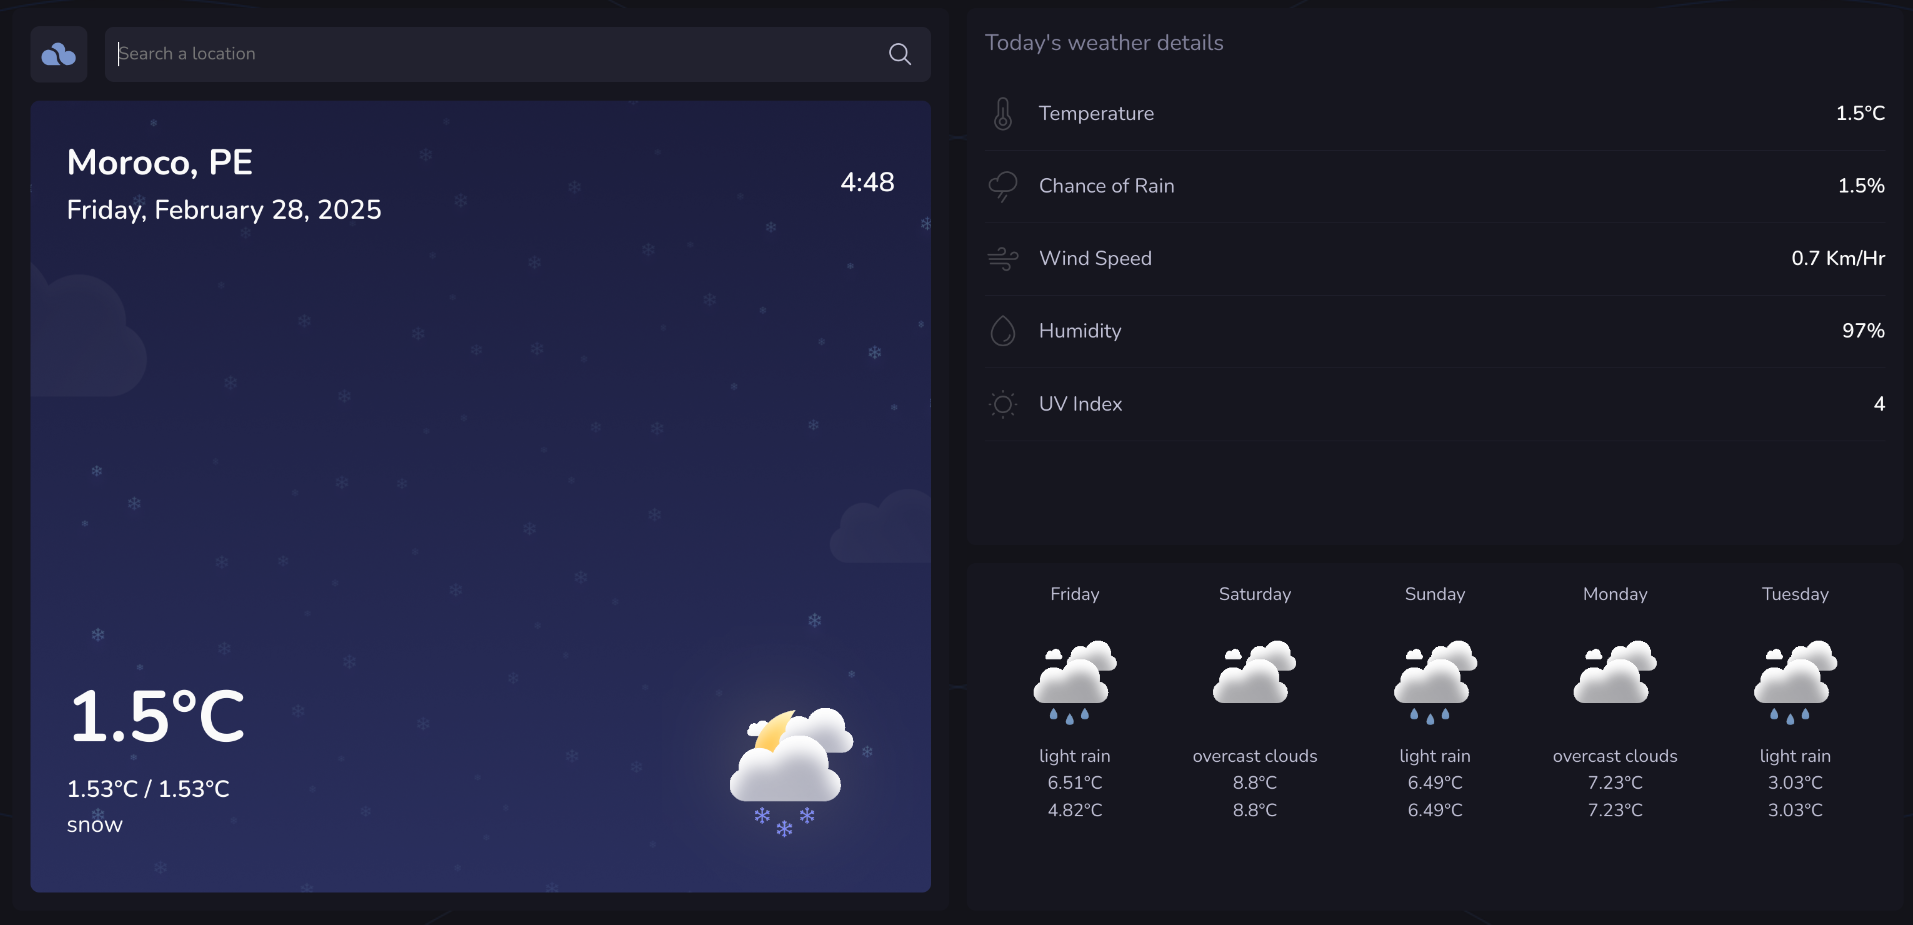 Search a location
Moroco, PE
Friday, February 28, 2025
4:48
1.5°C
1.53°C / 1.53°C
snow
Today's weather details
Temperature 1.5°C
Chance of Rain 1.5%
Wind Speed 0.7 Km/Hr
Humidity 97%
UV Index 4
Friday Saturday Sunday Monday Tuesday
light rain overcast clouds light rain overcast clouds light rain
6.51°C 8.8°C 6.49°C 7.23°C 3.03°C
4.82°C 8.8°C 6.49°C 7.23°C 3.03°C